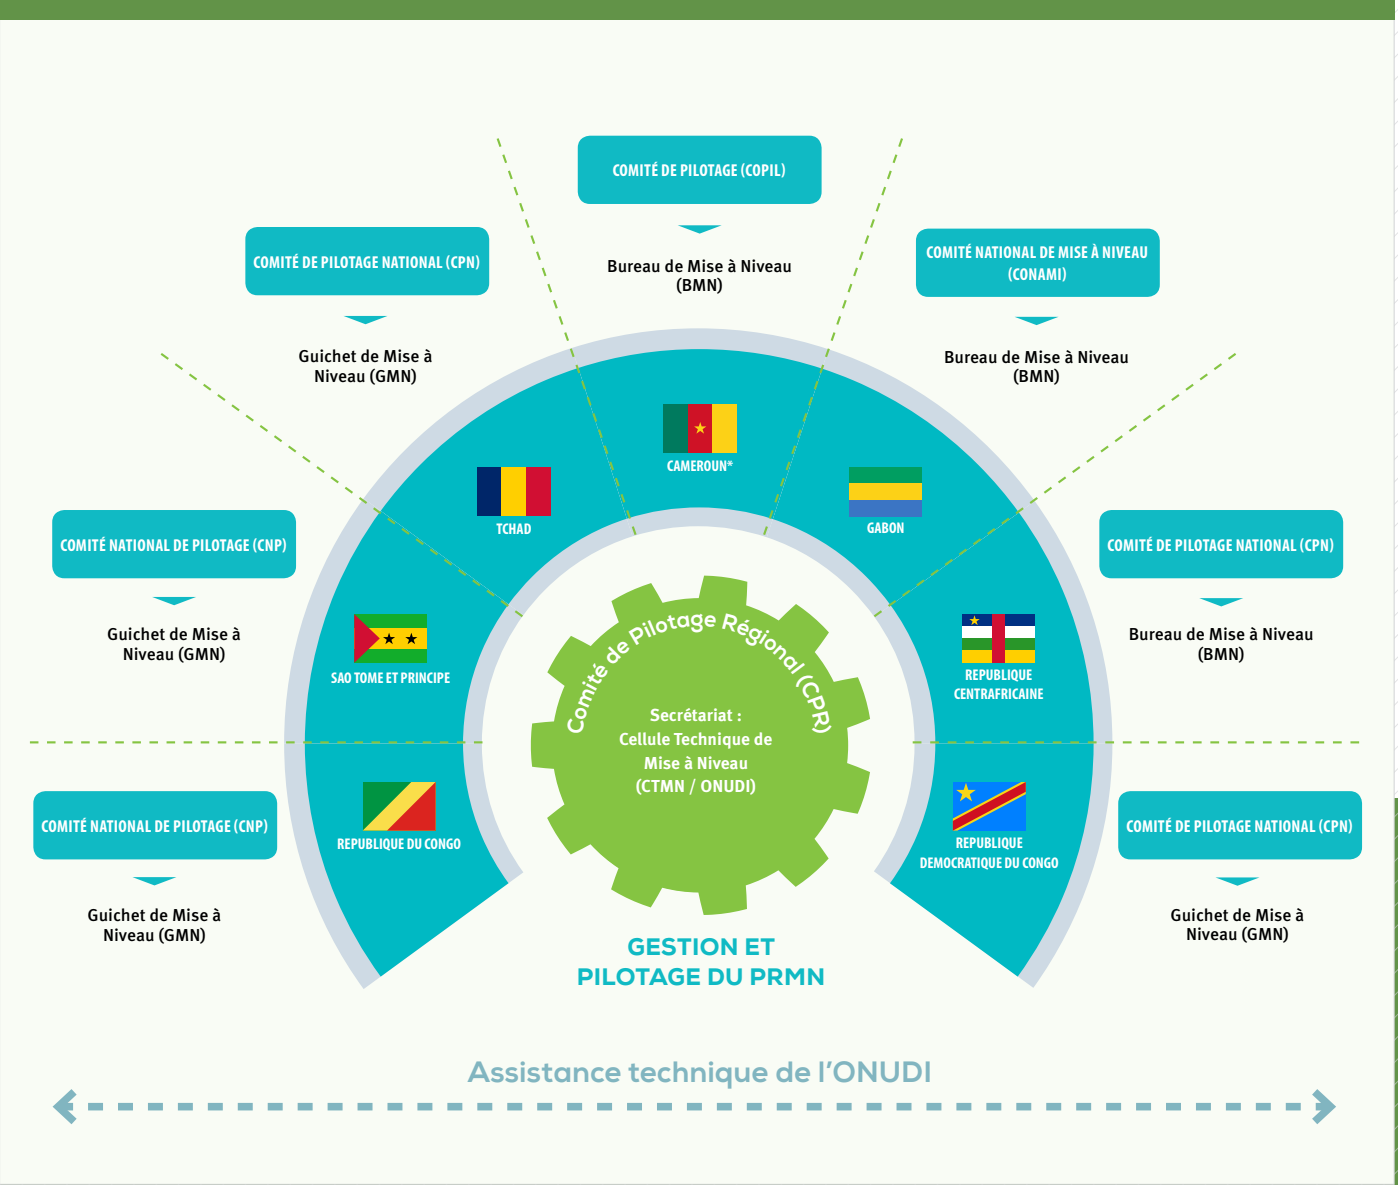 COMITÉ DE PILOTAGE (COPIL)
Bureau de Mise à Niveau
(BMN)
COMITÉ DE PILOTAGE NATIONAL (CPN)
Guichet de Mise à
Niveau (GMN)
COMITÉ NATIONAL DE MISE À NIVEAU
(CONAMI)
Bureau de Mise à Niveau
(BMN)
CAMEROUN*
TCHAD
GABON
COMITÉ NATIONAL DE PILOTAGE (CNP)
Guichet de Mise à
Niveau (GMN)
SAO TOME ET PRINCIPE
COMITÉ DE PILOTAGE NATIONAL (CPN)
Bureau de Mise à Niveau
(BMN)
REPUBLIQUE
CENTRAFRICAINE
Comité de Pilotage Régional (CPR)
Secrétariat :
Cellule Technique de
Mise à Niveau
(CTMN / ONUDI)
COMITÉ NATIONAL DE PILOTAGE (CNP)
Guichet de Mise à
Niveau (GMN)
REPUBLIQUE DU CONGO
REPUBLIQUE
DEMOCRATIQUE DU CONGO
COMITÉ DE PILOTAGE NATIONAL (CPN)
Guichet de Mise à
Niveau (GMN)
GESTION ET
PILOTAGE DU PRMN
Assistance technique de l'ONUDI